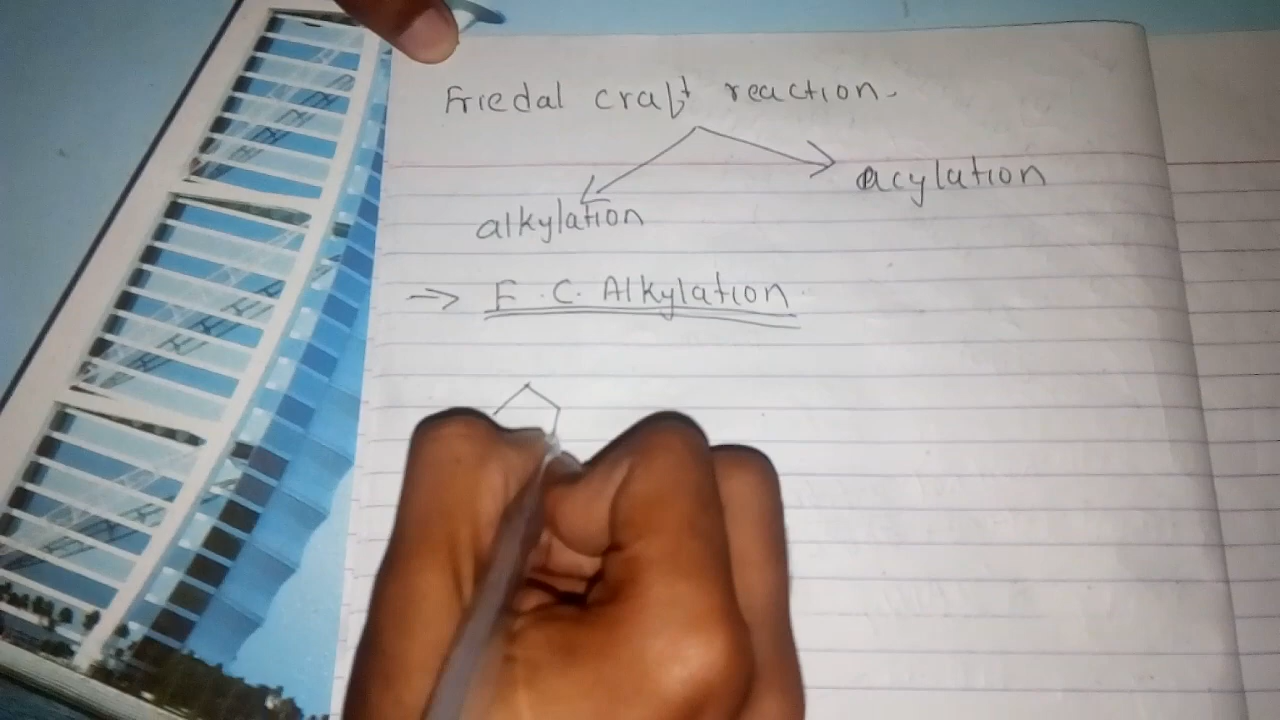 Friedal craft reaction.
alkylation acylation
→ F.C. Alkylation